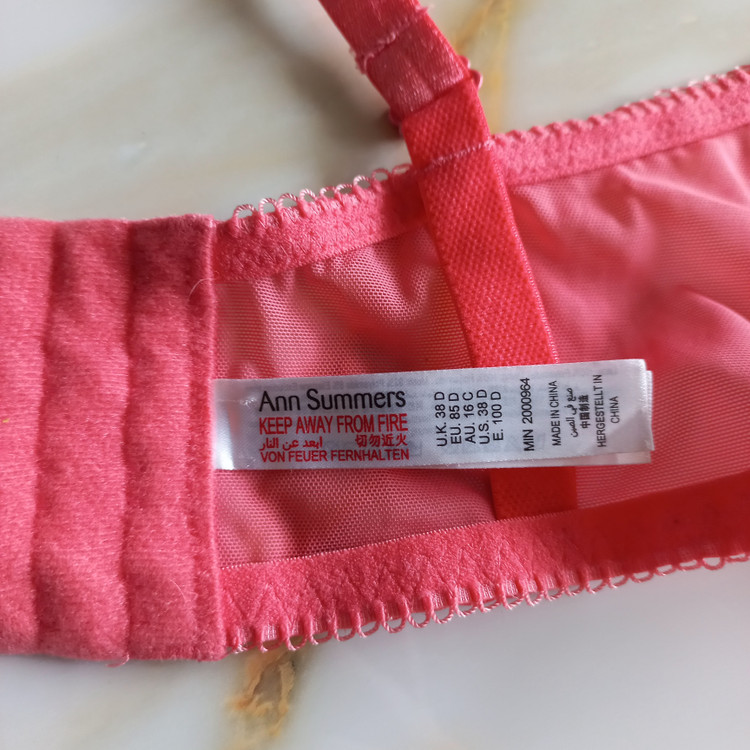 Ann Summers
KEEP AWAY FROM FIRE
ابعد عن النار 切勿近火
VON FEUER FERNHALTEN
U.K. 38 D
EU. 85 D
AU. 16 C
U.S. 38 D
E. 100 D
MIN 2000964
MADE IN CHINA
صنع في الصين
中国制造
HERGESTELLT IN
CHINA